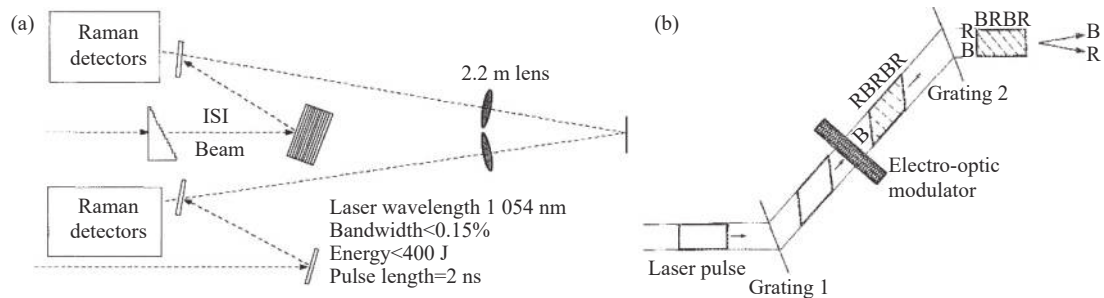 (a)
Raman
detectors
2.2 m lens
ISI
Beam
Raman
detectors
Laser wavelength 1 054 nm
Bandwidth<0.15%
Energy<400 J
Pulse length=2 ns
(b)
BRBR
R
B
B
R
Grating 2
RBRBR
B
Electro-optic
modulator
Laser pulse
Grating 1